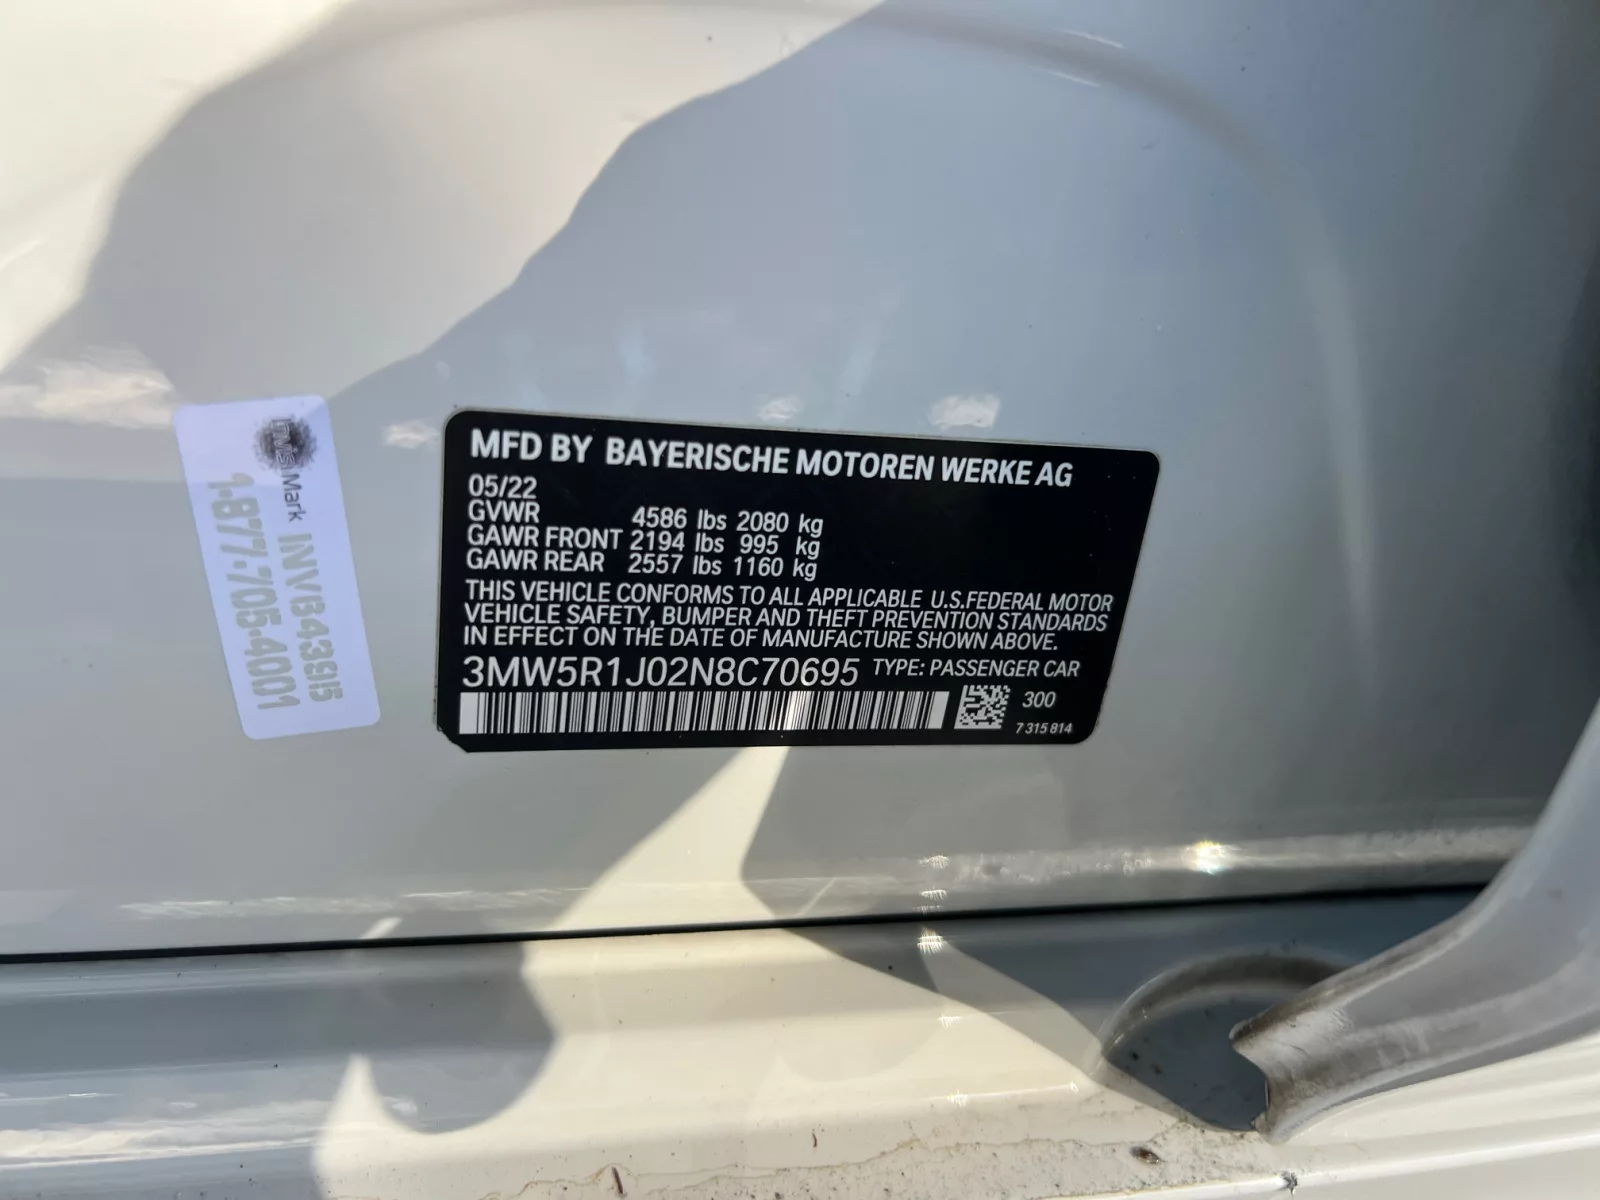 MFD BY BAYERISCHE MOTOREN WERKE AG
05/22
GVWR 4586 lbs 2080 kg
GAWR FRONT 2194 lbs 995 kg
GAWR REAR 2557 lbs 1160 kg
THIS VEHICLE CONFORMS TO ALL APPLICABLE U.S.FEDERAL MOTOR
VEHICLE SAFETY, BUMPER AND THEFT PREVENTION STANDARDS
IN EFFECT ON THE DATE OF MANUFACTURE SHOWN ABOVE.
3MW5R1J02N8C70695 TYPE: PASSENGER CAR
300
7 315 814
InvisiMark
1-877-705-4001